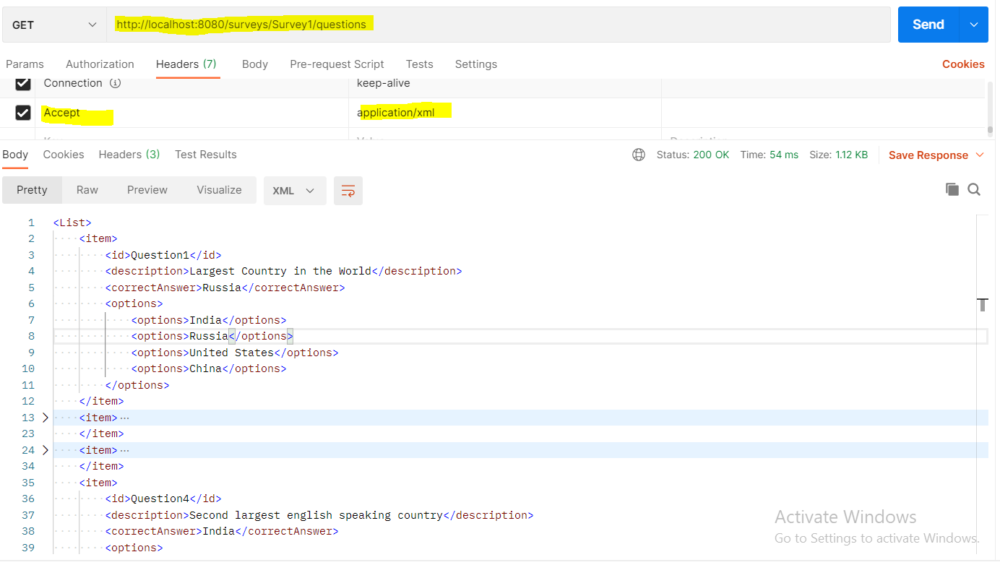 GET http://localhost:8080/surveys/Survey1/questions Send
Params Authorization Headers (7) Body Pre-request Script Tests Settings Cookies
Connection keep-alive
Accept application/xml
Body Cookies Headers (3) Test Results Status: 200 OK Time: 54 ms Size: 1.12 KB Save Response
Pretty Raw Preview Visualize XML
1 <List>
2 <item>
3 <id>Question1</id>
4 <description>Largest Country in the World</description>
5 <correctAnswer>Russia</correctAnswer>
6 <options>
7 <options>India</options>
8 <options>Russia</options>
9 <options>United States</options>
10 <options>China</options>
11 </options>
12 </item>
13 <item>
23 </item>
24 <item>
34 </item>
35 <item>
36 <id>Question4</id>
37 <description>Second largest english speaking country</description>
38 <correctAnswer>India</correctAnswer>
39 <options>
Activate Windows
Go to Settings to activate Windows.